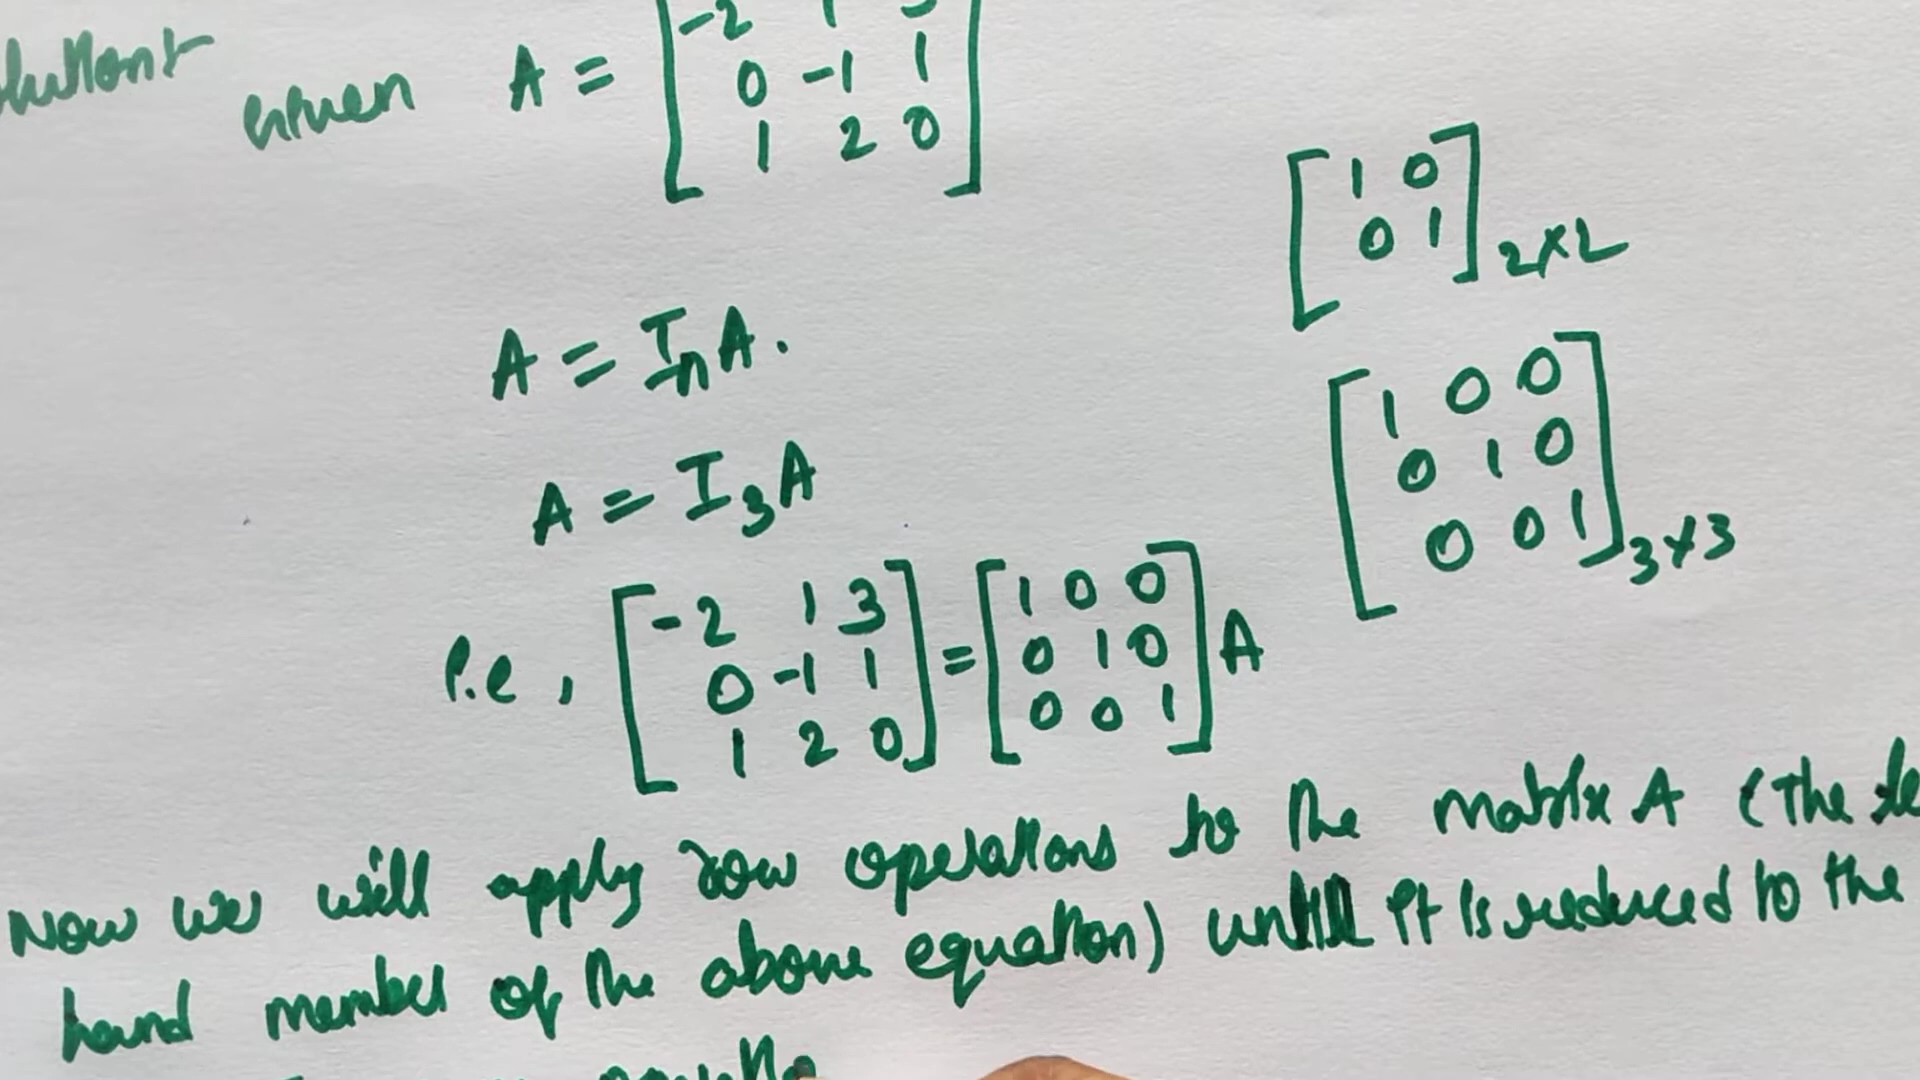 given A = [-2 1 3
0 -1 1
1 2 0]
[1 0
0 1] 2×2
A = InA.
[1 0 0
0 1 0
0 0 1] 3×3
A = I3A
i.e, [-2 1 3
0 -1 1
1 2 0] = [1 0 0
0 1 0
0 0 1] A
Now we will apply row operations to the matrix A (The
hand member of the above equation) untill it is reduced to the